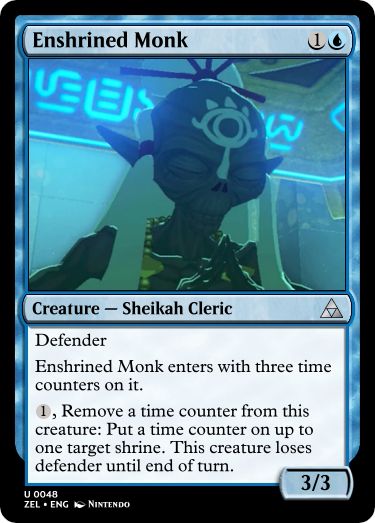 Enshrined Monk 1
Creature — Sheikah Cleric
Defender
Enshrined Monk enters with three time
counters on it.
1, Remove a time counter from this
creature: Put a time counter on up to
one target shrine. This creature loses
defender until end of turn.
3/3
U 0048
ZEL • ENG Nintendo